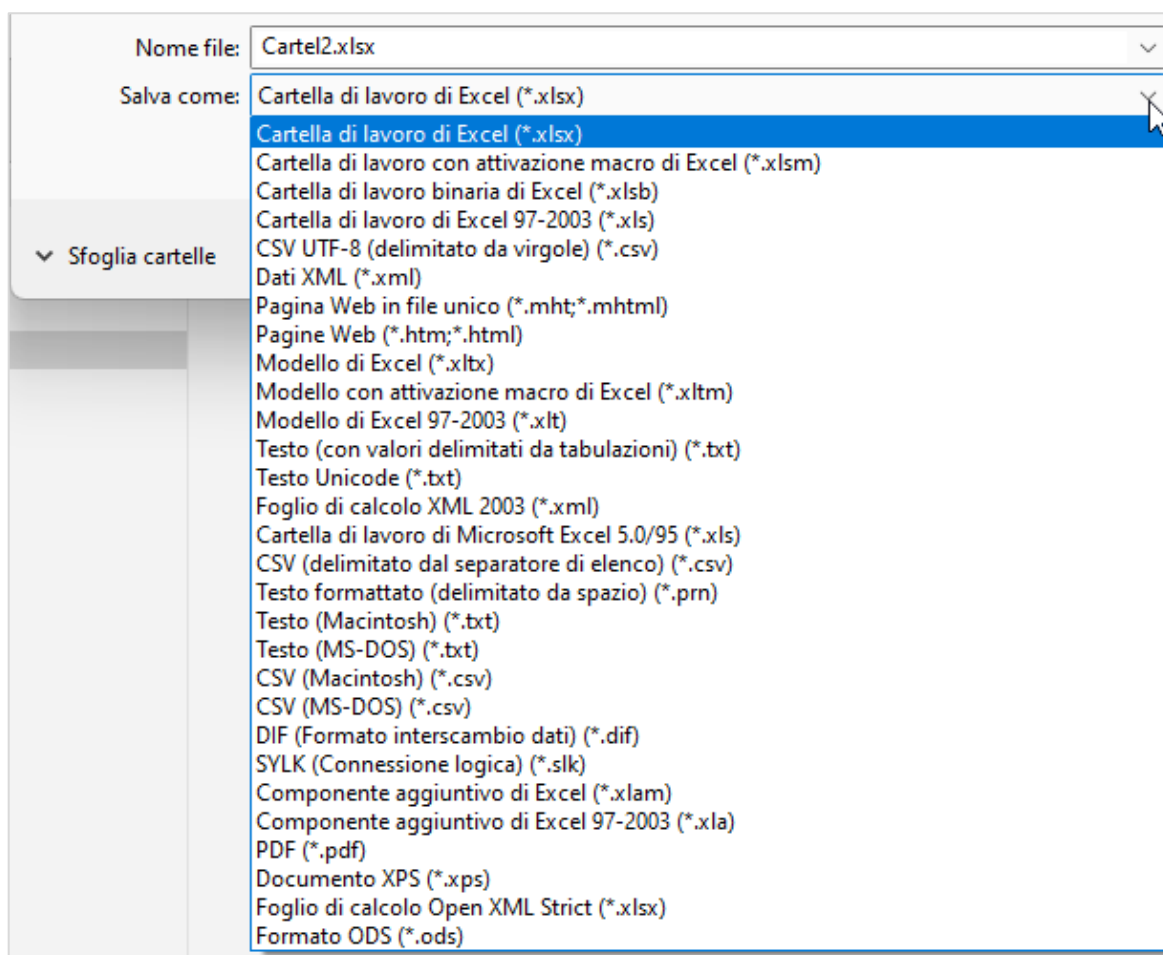 Nome file: Cartel2.xlsx
Salva come: Cartella di lavoro di Excel (*.xlsx)
Cartella di lavoro di Excel (*.xlsx)
Cartella di lavoro con attivazione macro di Excel (*.xlsm)
Cartella di lavoro binaria di Excel (*.xlsb)
Cartella di lavoro di Excel 97-2003 (*.xls)
Sfoglia cartelle
CSV UTF-8 (delimitato da virgole) (*.csv)
Dati XML (*.xml)
Pagina Web in file unico (*.mht;*.mhtml)
Pagine Web (*.htm;*.html)
Modello di Excel (*.xltx)
Modello con attivazione macro di Excel (*.xltm)
Modello di Excel 97-2003 (*.xlt)
Testo (con valori delimitati da tabulazioni) (*.txt)
Testo Unicode (*.txt)
Foglio di calcolo XML 2003 (*.xml)
Cartella di lavoro di Microsoft Excel 5.0/95 (*.xls)
CSV (delimitato dal separatore di elenco) (*.csv)
Testo formattato (delimitato da spazio) (*.prn)
Testo (Macintosh) (*.txt)
Testo (MS-DOS) (*.txt)
CSV (Macintosh) (*.csv)
CSV (MS-DOS) (*.csv)
DIF (Formato interscambio dati) (*.dif)
SYLK (Connessione logica) (*.slk)
Componente aggiuntivo di Excel (*.xlam)
Componente aggiuntivo di Excel 97-2003 (*.xla)
PDF (*.pdf)
Documento XPS (*.xps)
Foglio di calcolo Open XML Strict (*.xlsx)
Formato ODS (*.ods)